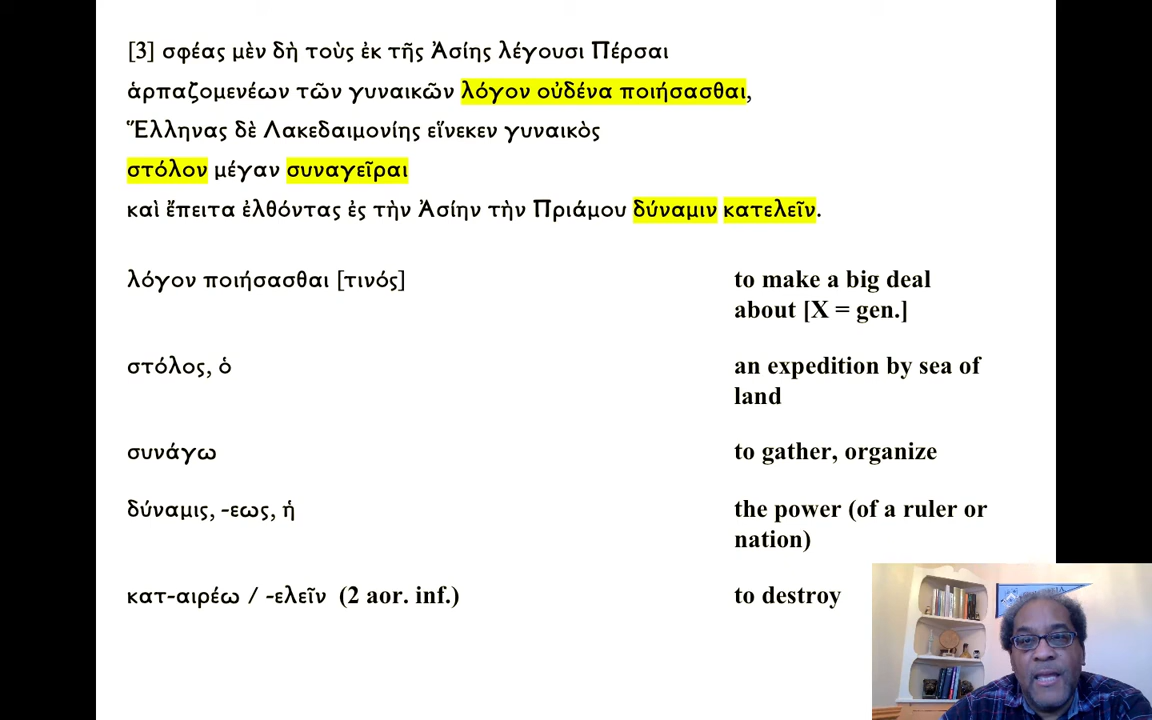 [3] σφέας μὲν δὴ τοὺς ἐκ τῆς Ἀσίης λέγουσι Πέρσαι
ἁρπαζομενέων τῶν γυναικῶν λόγον οὐδένα ποιήσασθαι,
Ἕλληνας δὲ Λακεδαιμονίης εἵνεκεν γυναικὸς
στόλον μέγαν συναγεῖραι
καὶ ἔπειτα ἐλθόντας ἐς τὴν Ἀσίην τὴν Πριάμου δύναμιν κατελεῖν.
λόγον ποιήσασθαι [τινός] to make a big deal
about [X = gen.]
στόλος, ὁ an expedition by sea of
land
συνάγω to gather, organize
δύναμις, -εως, ἡ the power (of a ruler or
nation)
κατ-αιρέω / -ελεῖν (2 aor. inf.) to destroy